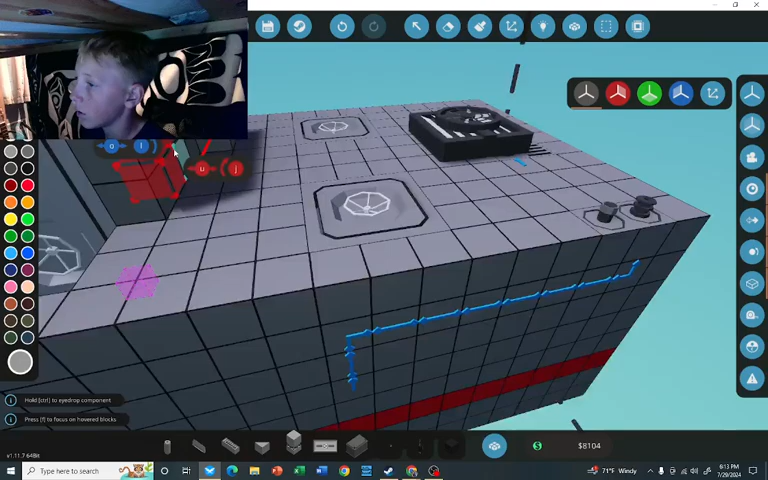 o
l
u
j
Hold [ctrl] to eyedrop component
Press [f] to focus on hovered blocks
$8104
v1.11.7 64Bit
Type here to search
71°F Windy
6:13 PM
7/29/2024